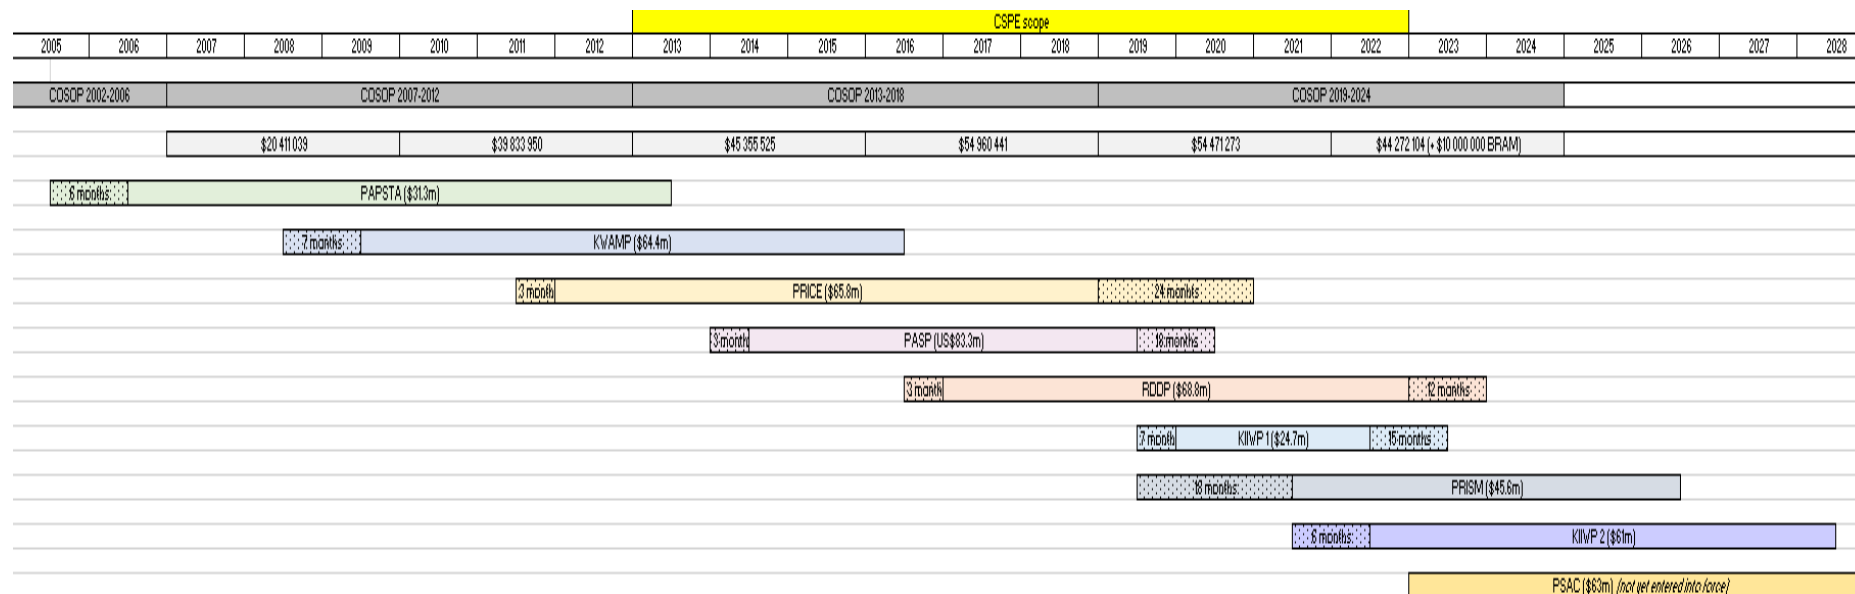 CSPE scope
2005 2006 2007 2008 2009 2010 2011 2012 2013 2014 2015 2016 2017 2018 2019 2020 2021 2022 2023 2024 2025 2026 2027 2028
COSOP 2002-2006 COSOP 2007-2012 COSOP 2013-2018 COSOP 2019-2024
$20 411 039 $39 833 950 $45 355 525 $54 960 441 $54 471 273 $44 272 104 (+ $10 000 000 BRAM)
6 months PAPSTA ($31.3m)
7 months KWAMP ($64.4m)
3 month PRICE ($65.8m) 24 months
3 month PASP (US$83.3m) 18 months
3 month RDDP ($68.8m) 12 months
7 month KIIWP 1 ($24.7m) 15 months
18 months PRISM ($45.6m)
6 months KIIWP 2 ($61m)
PSAC ($63m) (not yet entered into force)